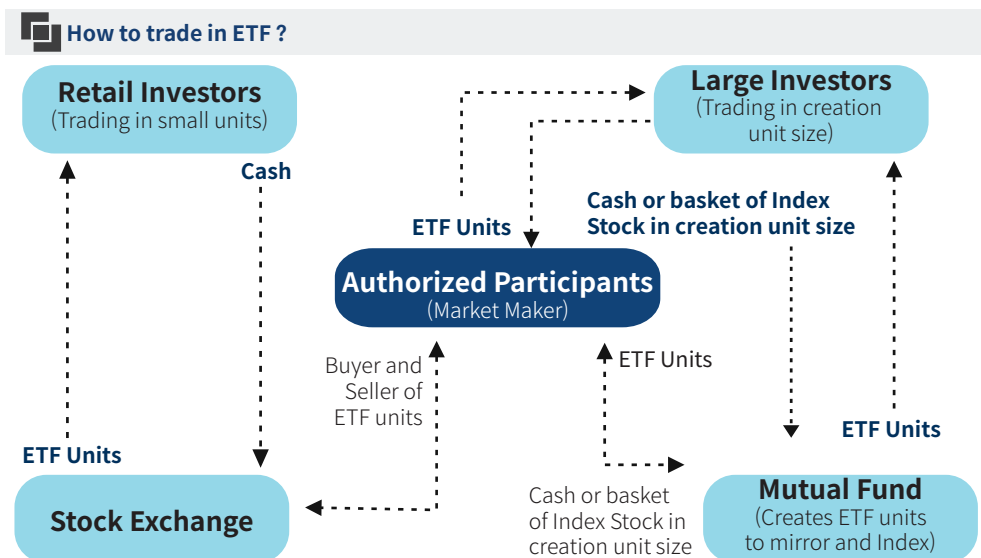 How to trade in ETF ?
Retail Investors
(Trading in small units)
Large Investors
(Trading in creation
unit size)
Cash
Cash or basket of Index
Stock in creation unit size
ETF Units
Authorized Participants
(Market Maker)
Buyer and
Seller of
ETF units
ETF Units
ETF Units
ETF Units
Stock Exchange
Cash or basket
of Index Stock in
creation unit size
Mutual Fund
(Creates ETF units
to mirror and Index)